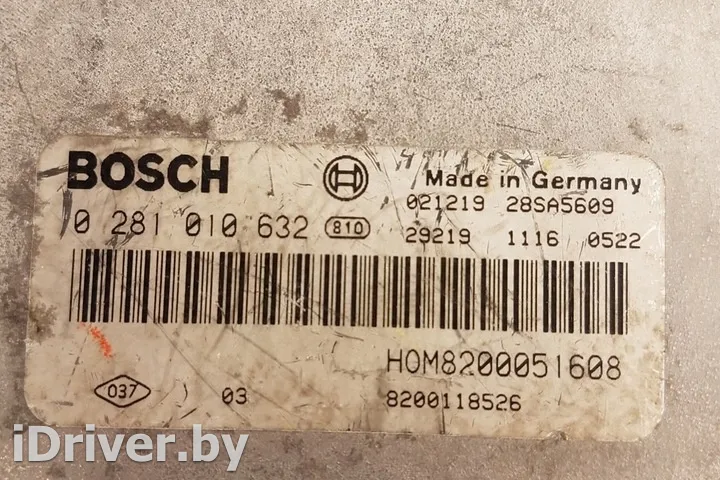 BOSCH
Made in Germany
0 281 010 632 810
021219 28SA5609
29219 1116 0522
HOM8200051608
037 03
8200118526
iDriver.by